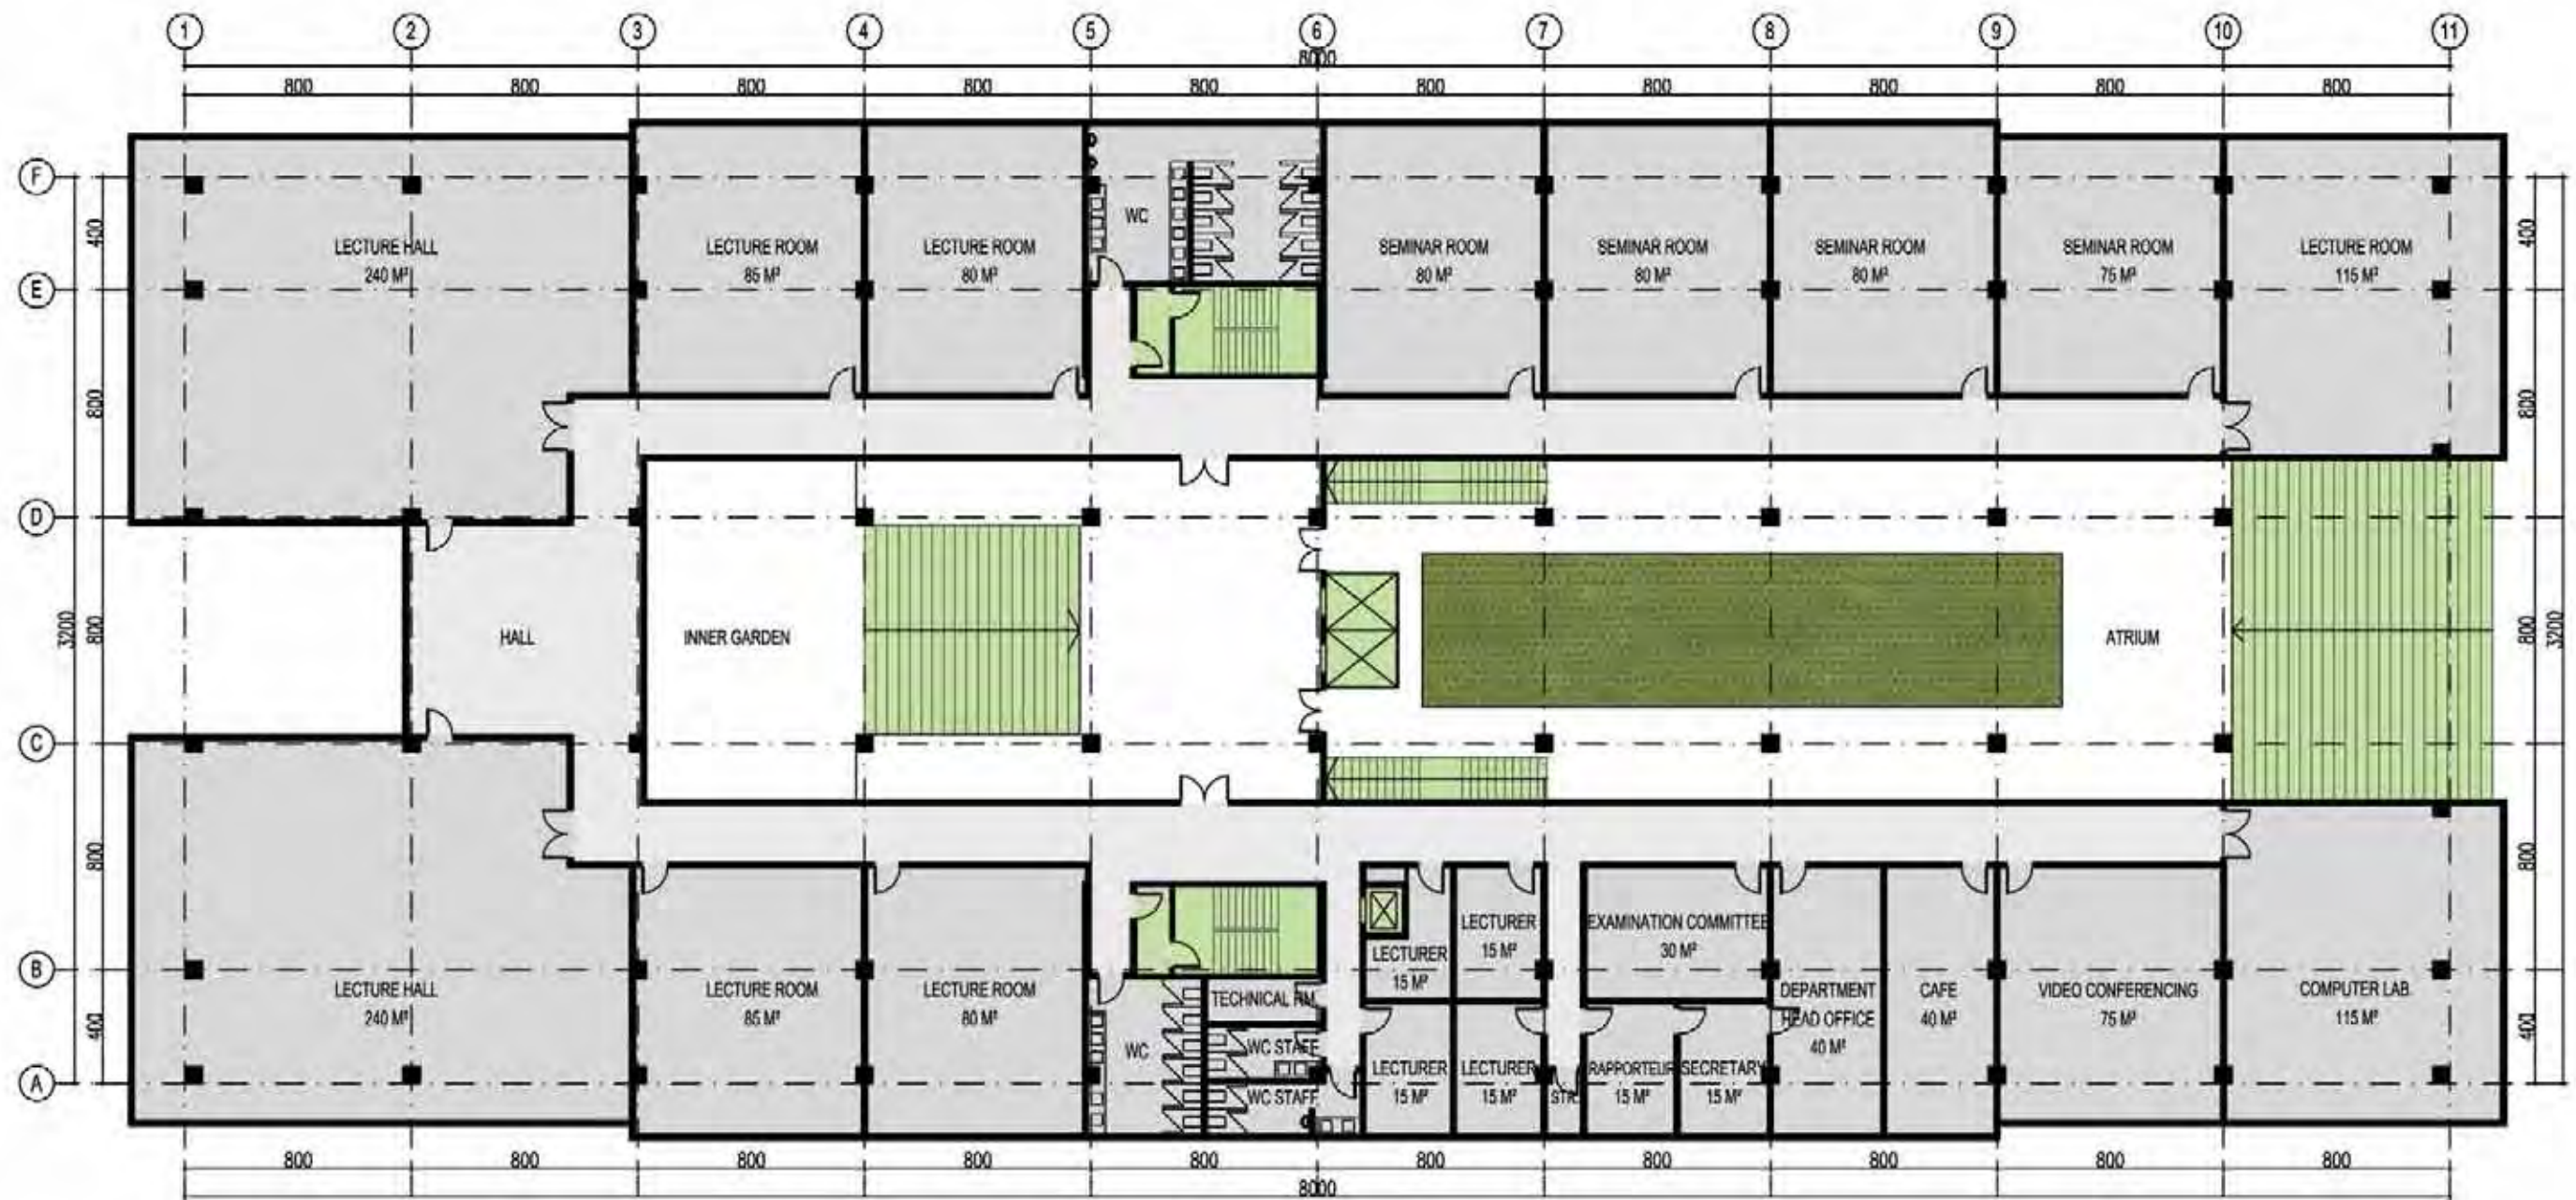 1 2 3 4 5 6 7 8 9 10 11
8000
800 800 800 800 800 800 800 800 800 800
F
400 400
LECTURE HALL
240 M²
LECTURE ROOM
85 M²
LECTURE ROOM
80 M²
WC
SEMINAR ROOM
80 M²
SEMINAR ROOM
80 M²
SEMINAR ROOM
80 M²
SEMINAR ROOM
75 M²
LECTURE ROOM
115 M²
E
800 800
D
3200 800
HALL
INNER GARDEN
ATRIUM
800 3200
C
800 800
B
LECTURE HALL
240 M²
LECTURE ROOM
85 M²
LECTURE ROOM
80 M²
WC
TECHNICAL RM.
WC STAFF
WC STAFF
LECTURER
15 M²
LECTURER
15 M²
LECTURER
15 M²
LECTURER
15 M²
STR.
EXAMINATION COMMITTEE
30 M²
RAPPORTEUR
15 M²
SECRETARY
15 M²
DEPARTMENT
HEAD OFFICE
40 M²
CAFE
40 M²
VIDEO CONFERENCING
75 M²
COMPUTER LAB.
115 M²
400 400
A
800 800 800 800 800 800 800 800 800 800
8000